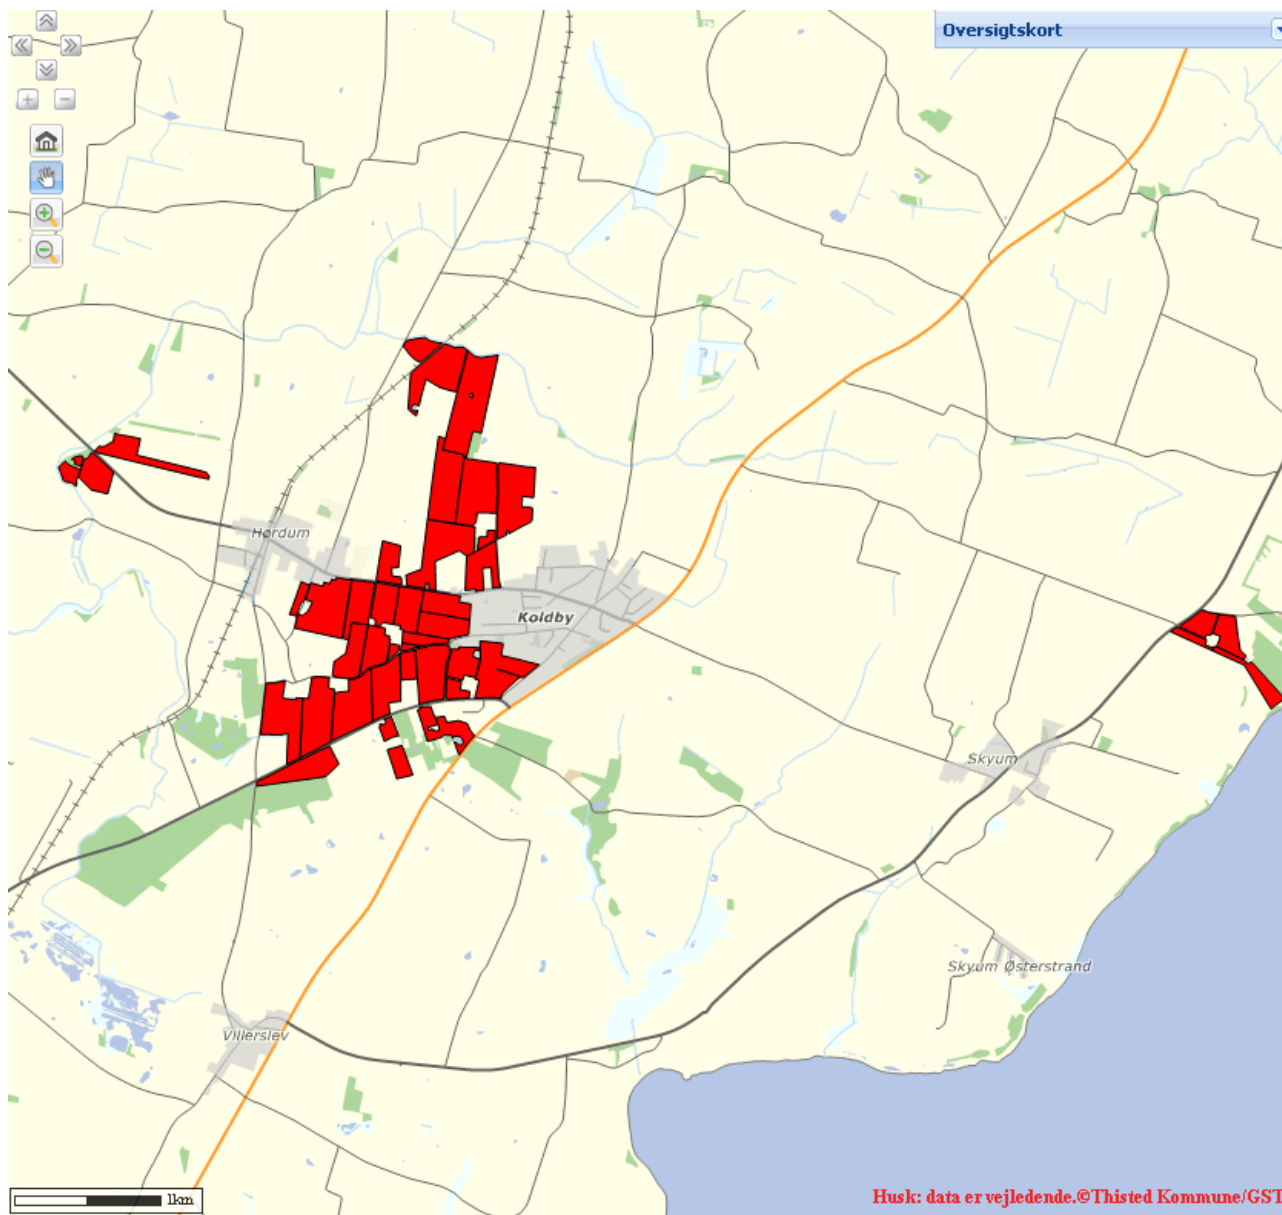 Oversigtskort
Hørdum
Koldby
Skyum
Skyum Østerstrand
Villerslev
1km
Husk: data er vejledende.©Thisted Kommune/GST